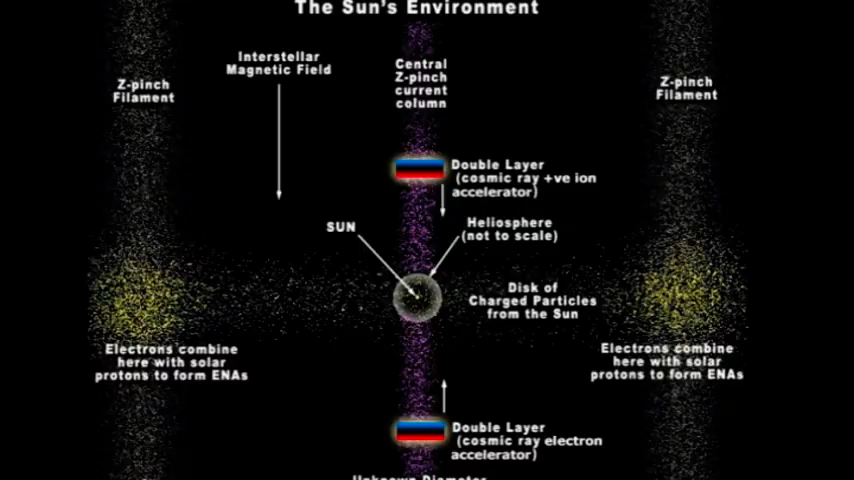 The Sun's Environment
Interstellar
Magnetic Field
Central
Z-pinch
current
column
Z-pinch
Filament
Z-pinch
Filament
Double Layer
(cosmic ray +ve ion
accelerator)
SUN
Heliosphere
(not to scale)
Disk of
Charged Particles
from the Sun
Electrons combine
here with solar
protons to form ENAs
Electrons combine
here with solar
protons to form ENAs
Double Layer
(cosmic ray electron
accelerator)
Unknown Diameter